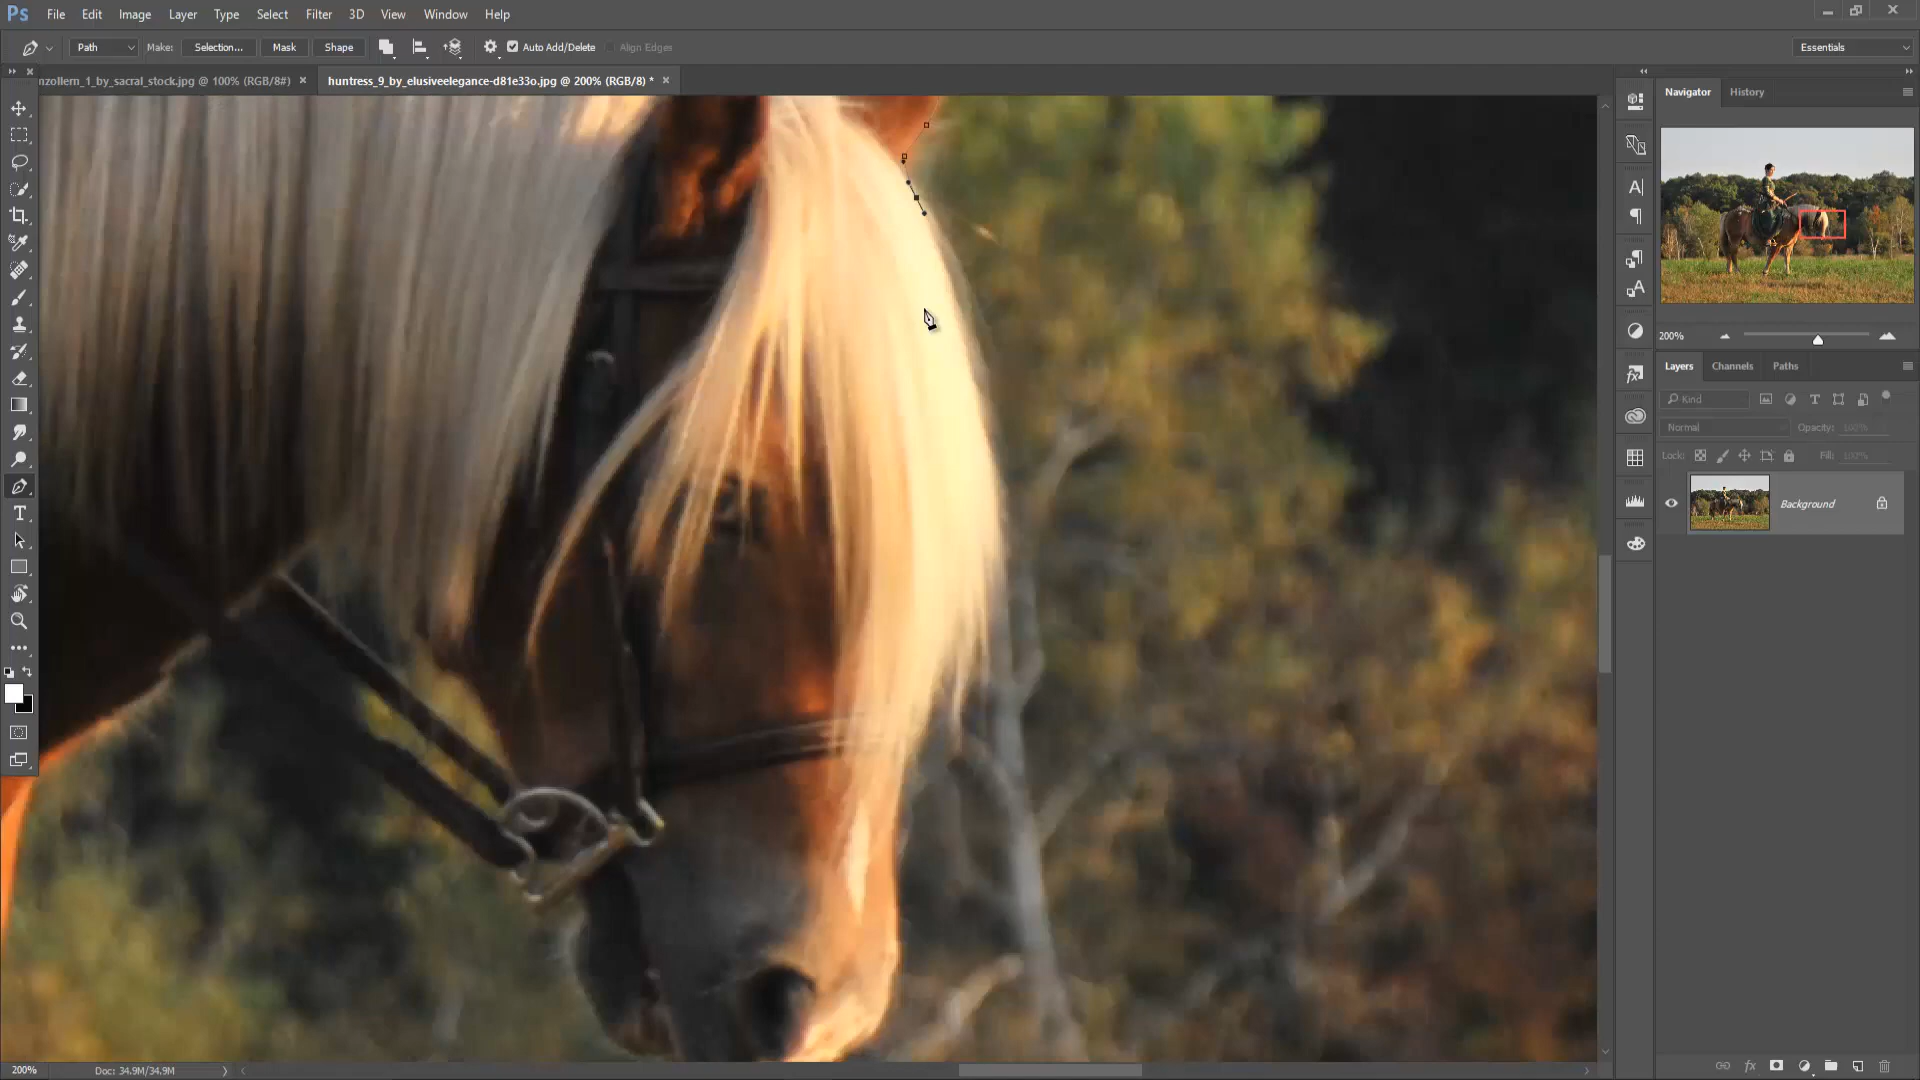 Ps File Edit Image Layer Type Select Filter 3D View Window Help
Path Make: Selection... Mask Shape Auto Add/Delete Align Edges Essentials
nzollern_1_by_sacral_stock.jpg @ 100% (RGB/8#) × huntress_9_by_elusiveelegance-d81e33o.jpg @ 200% (RGB/8) * ×
Navigator History
200%
Layers Channels Paths
Kind
Normal Opacity: 100%
Lock: Fill: 100%
Background
200% Doc: 34.9M/34.9M